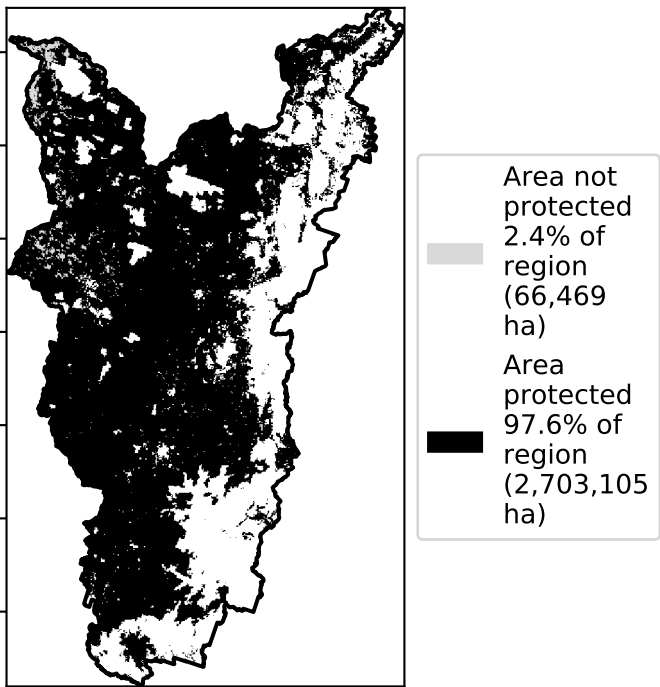 Area not
protected
2.4% of
region
(66,469
ha)
Area
protected
97.6% of
region
(2,703,105
ha)